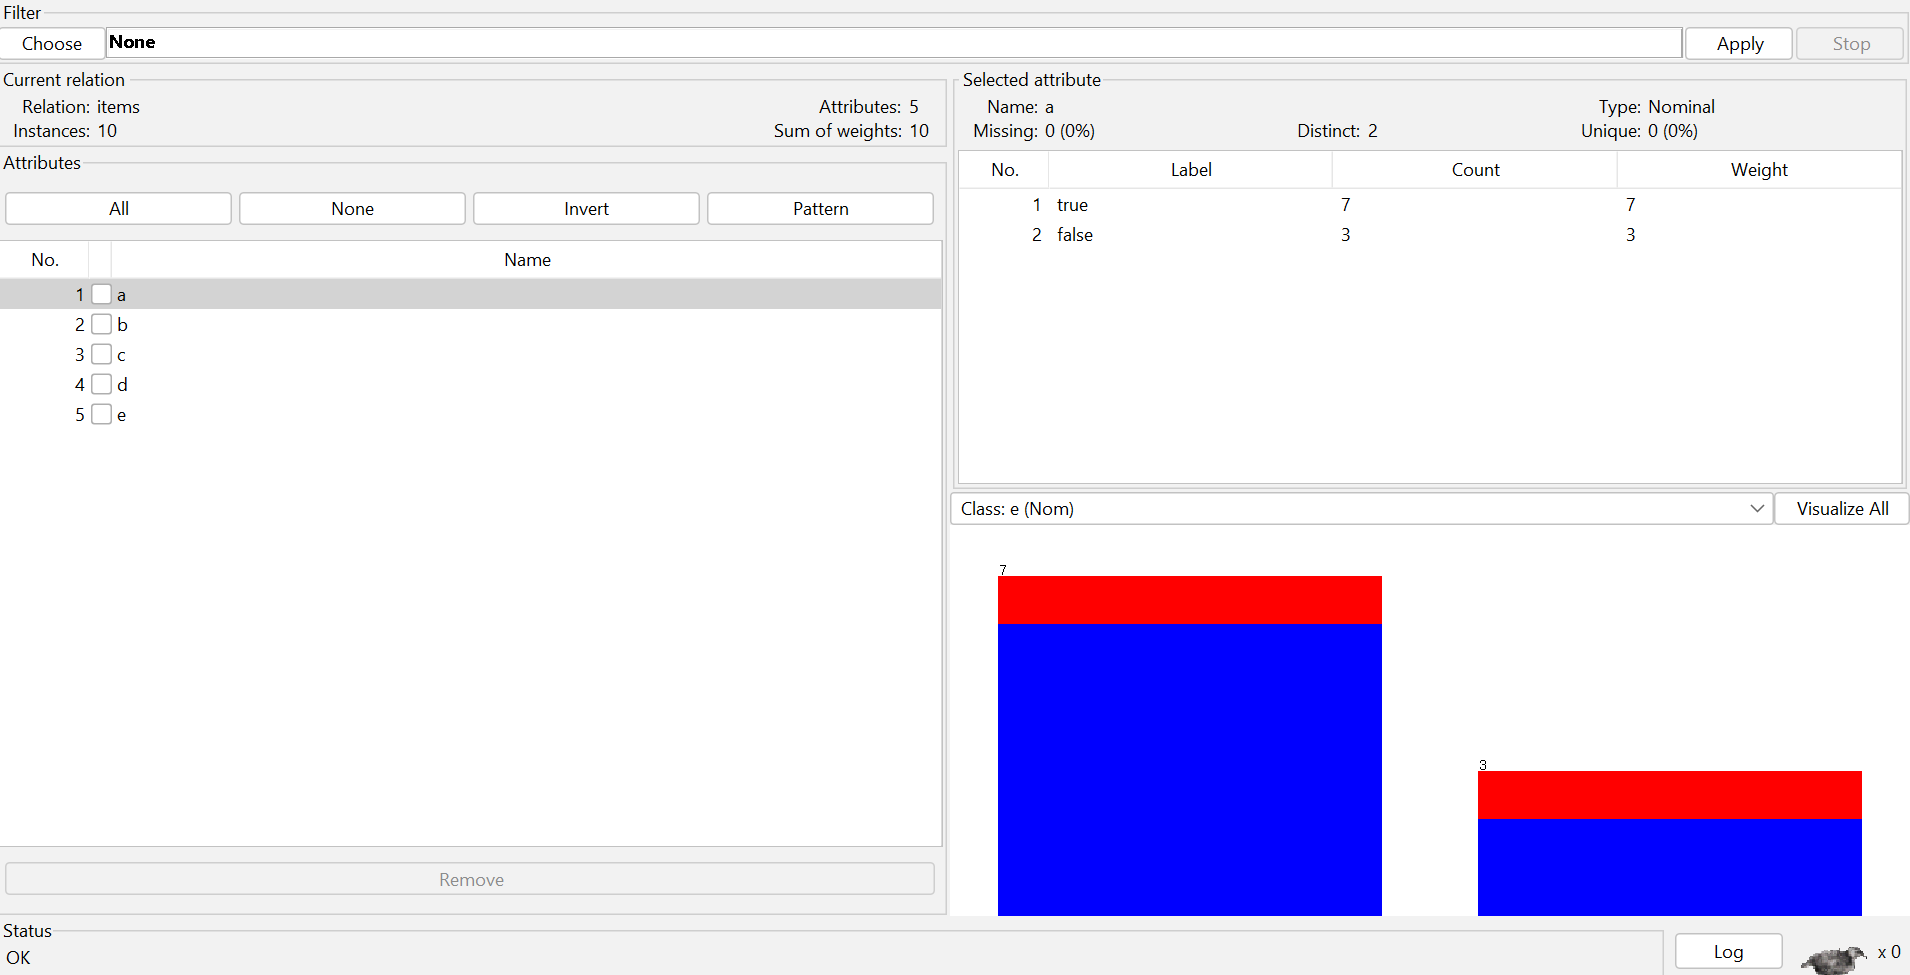 Filter
Choose None Apply Stop
Current relation
Relation: items Attributes: 5
Instances: 10 Sum of weights: 10
Attributes
All None Invert Pattern
No. Name
1 a
2 b
3 c
4 d
5 e
Remove
Selected attribute
Name: a Type: Nominal
Missing: 0 (0%) Distinct: 2 Unique: 0 (0%)
No. Label Count Weight
1 true 7 7
2 false 3 3
Class: e (Nom) Visualize All
7
3
Status
OK
Log x 0